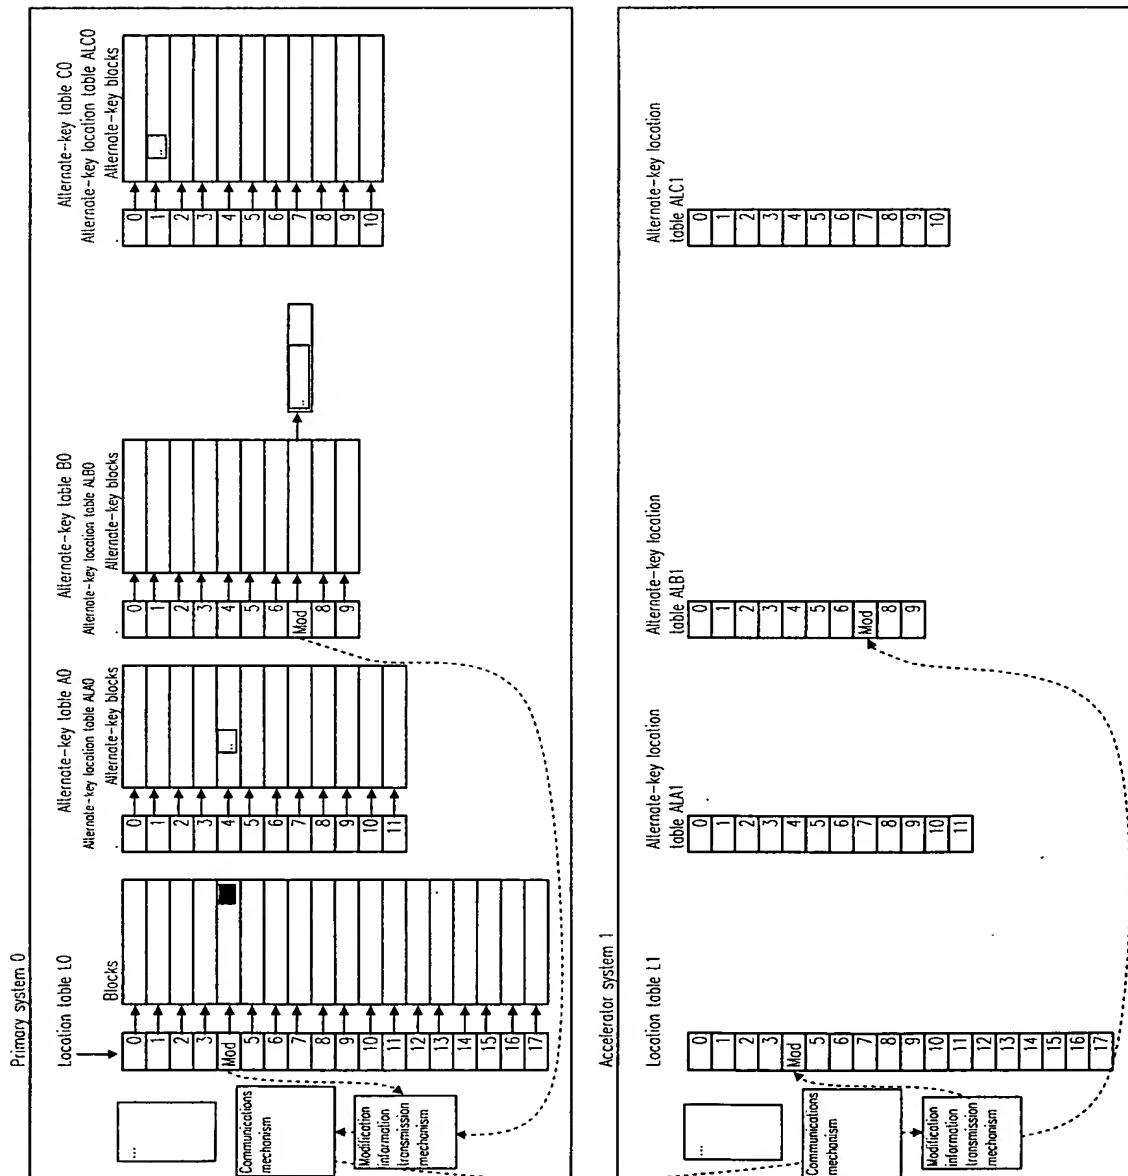 Primary system 0
...
Communications
mechanism
Modification
information
transmission
mechanism
Location table L0
Blocks
0
1
2
3
Mod
5
6
7
8
9
10
11
12
13
14
15
16
17
Alternate-key table A0
Alternate-key location table ALA0
Alternate-key blocks
0
1
2
3
4
5
6
7
8
9
10
11
...
Alternate-key table B0
Alternate-key location table ALB0
Alternate-key blocks
0
1
2
3
4
5
6
Mod
8
9
...
Alternate-key table C0
Alternate-key location table ALC0
Alternate-key blocks
0
1
2
3
4
5
6
7
8
9
10
...
Accelerator system 1
...
Communications
mechanism
Modification
information
transmission
mechanism
Location table L1
0
1
2
3
Mod
5
6
7
8
9
10
11
12
13
14
15
16
17
Alternate-key location
table ALA1
0
1
2
3
4
5
6
7
8
9
10
11
Alternate-key location
table ALB1
0
1
2
3
4
5
6
Mod
8
9
Alternate-key location
table ALC1
0
1
2
3
4
5
6
7
8
9
10